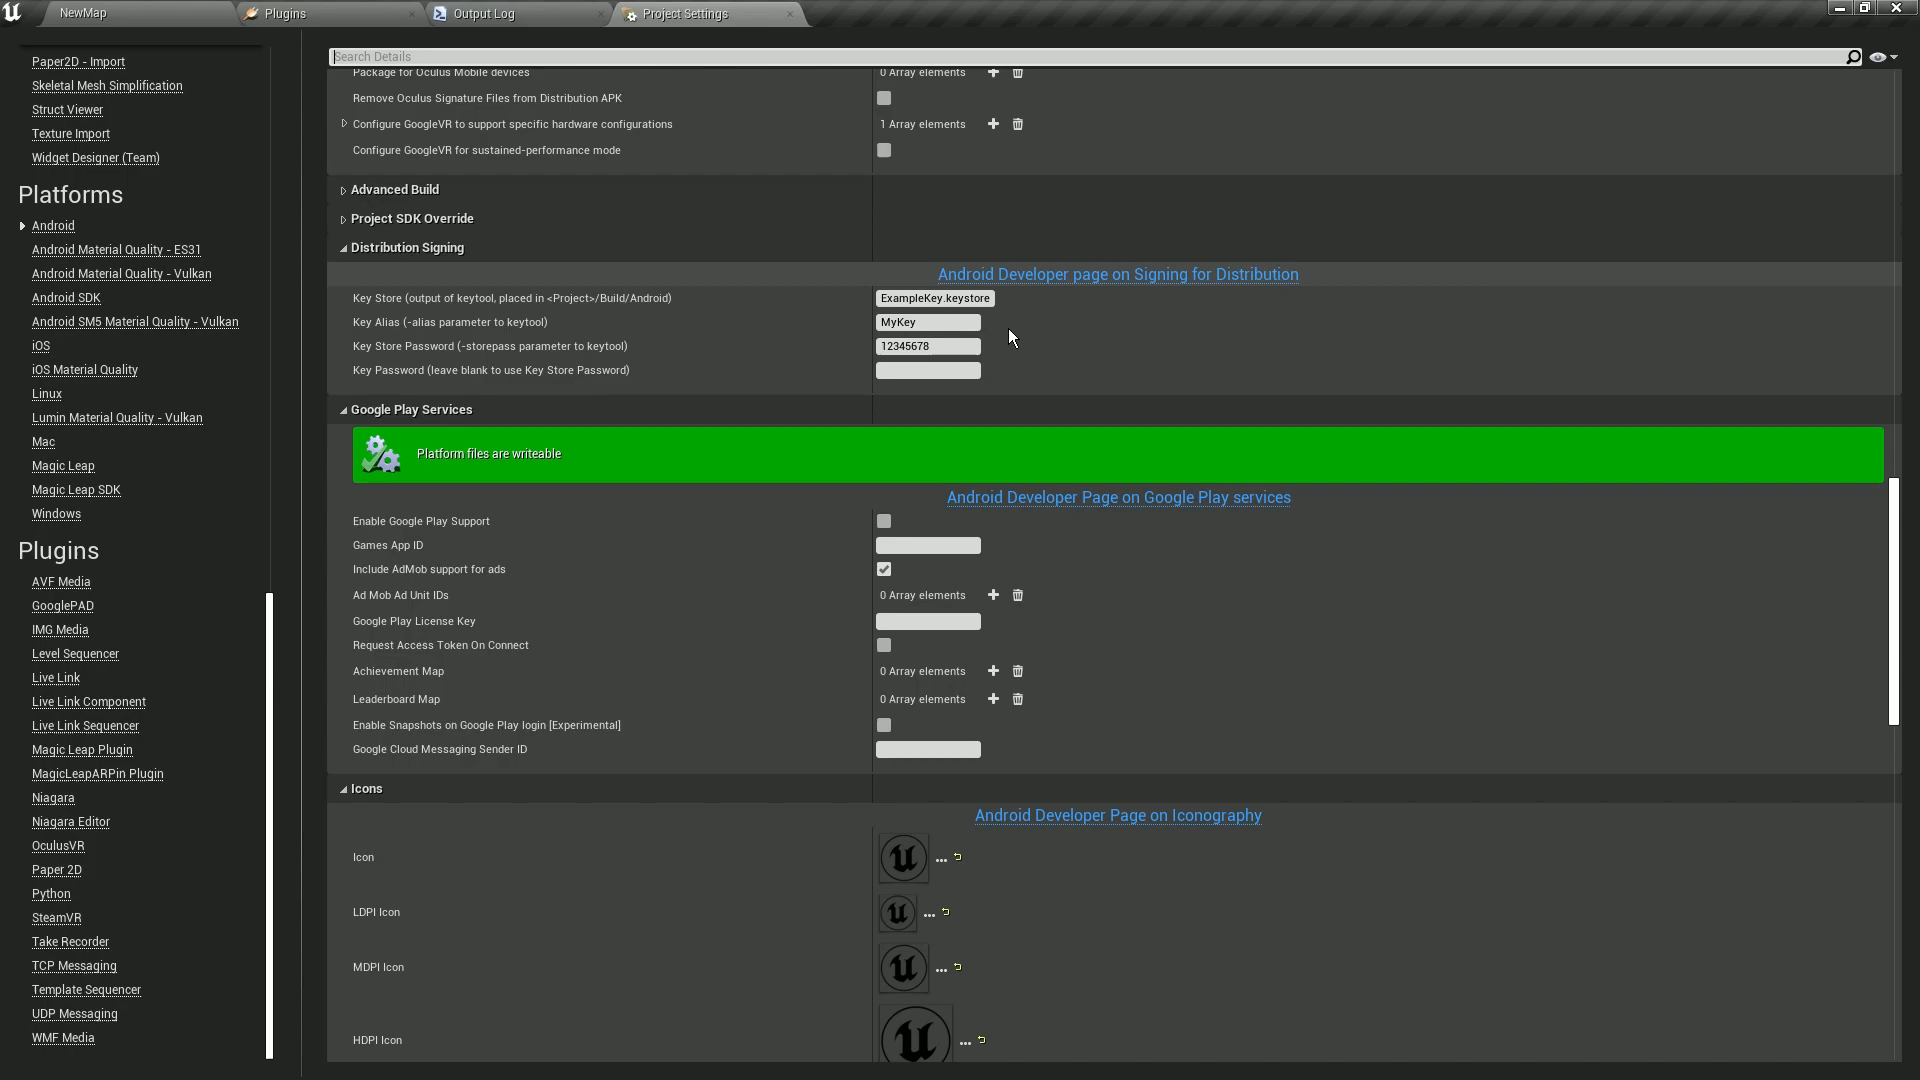 NewMap
Plugins
Output Log
Project Settings
Paper2D - Import
Skeletal Mesh Simplification
Struct Viewer
Texture Import
Widget Designer (Team)
Platforms
Android
Android Material Quality - ES31
Android Material Quality - Vulkan
Android SDK
Android SM5 Material Quality - Vulkan
iOS
iOS Material Quality
Linux
Lumin Material Quality - Vulkan
Mac
Magic Leap
Magic Leap SDK
Windows
Plugins
AVF Media
GooglePAD
IMG Media
Level Sequencer
Live Link
Live Link Component
Live Link Sequencer
Magic Leap Plugin
MagicLeapARPin Plugin
Niagara
Niagara Editor
OculusVR
Paper 2D
Python
SteamVR
Take Recorder
TCP Messaging
Template Sequencer
UDP Messaging
WMF Media
Search Details
Package for Oculus Mobile devices 0 Array elements
Remove Oculus Signature Files from Distribution APK
Configure GoogleVR to support specific hardware configurations 1 Array elements
Configure GoogleVR for sustained-performance mode
Advanced Build
Project SDK Override
Distribution Signing
Android Developer page on Signing for Distribution
Key Store (output of keytool, placed in <Project>/Build/Android) ExampleKey.keystore
Key Alias (-alias parameter to keytool) MyKey
Key Store Password (-storepass parameter to keytool) 12345678
Key Password (leave blank to use Key Store Password)
Google Play Services
Platform files are writeable
Android Developer Page on Google Play services
Enable Google Play Support
Games App ID
Include AdMob support for ads
Ad Mob Ad Unit IDs 0 Array elements
Google Play License Key
Request Access Token On Connect
Achievement Map 0 Array elements
Leaderboard Map 0 Array elements
Enable Snapshots on Google Play login [Experimental]
Google Cloud Messaging Sender ID
Icons
Android Developer Page on Iconography
Icon
LDPI Icon
MDPI Icon
HDPI Icon